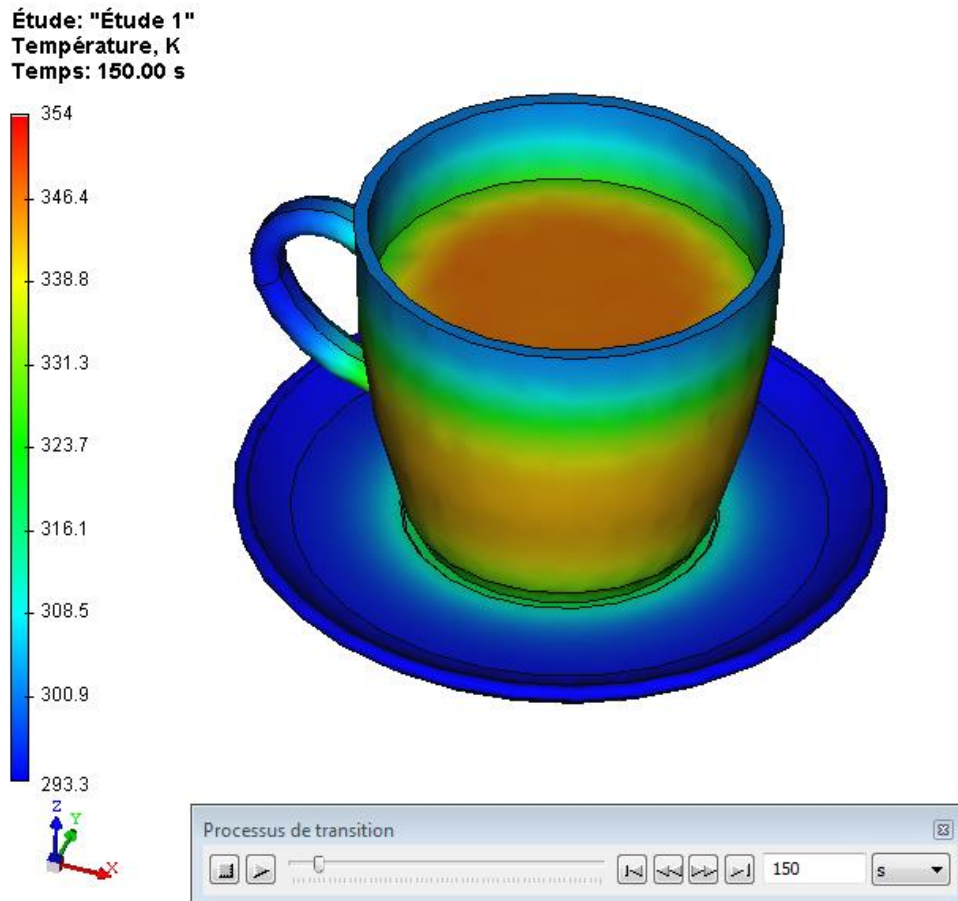 Étude: "Étude 1"
Température, K
Temps: 150.00 s
354
346.4
338.8
331.3
323.7
316.1
308.5
300.9
293.3
Z
Y
X
Processus de transition
150
s